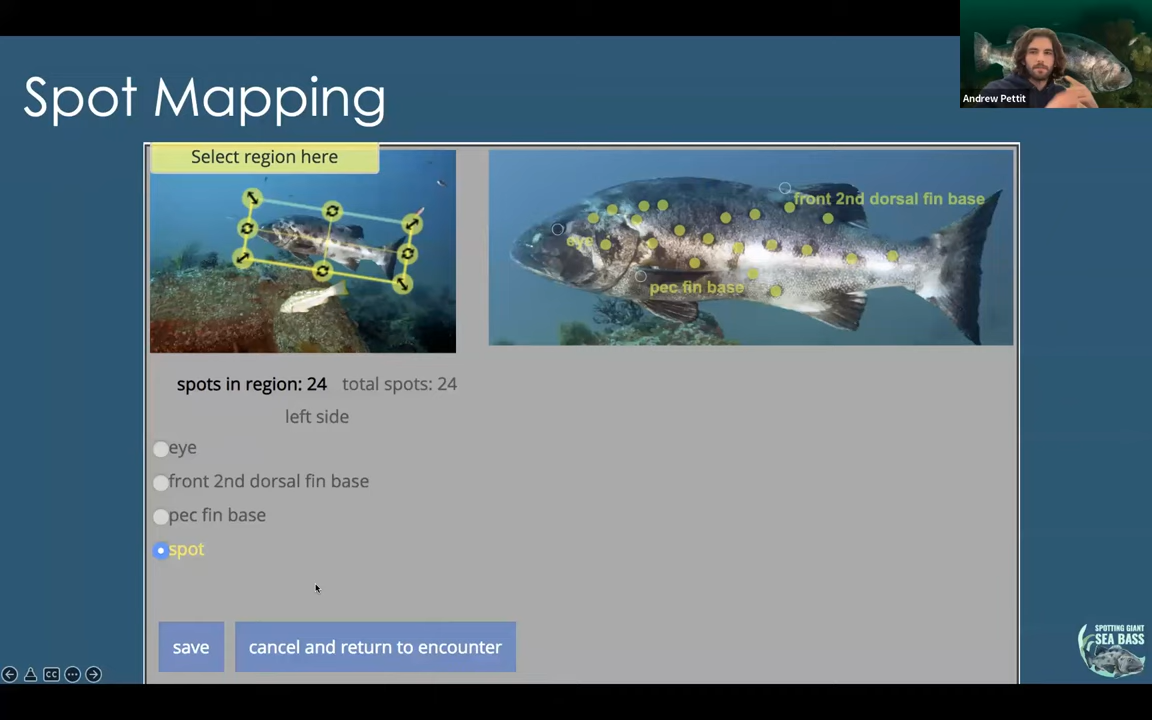 Andrew Pettit
Spot Mapping
Select region here
front 2nd dorsal fin base
eye
pec fin base
spots in region: 24 total spots: 24
left side
eye
front 2nd dorsal fin base
pec fin base
spot
save
cancel and return to encounter
SPOTTING GIANT
SEA BASS
CC